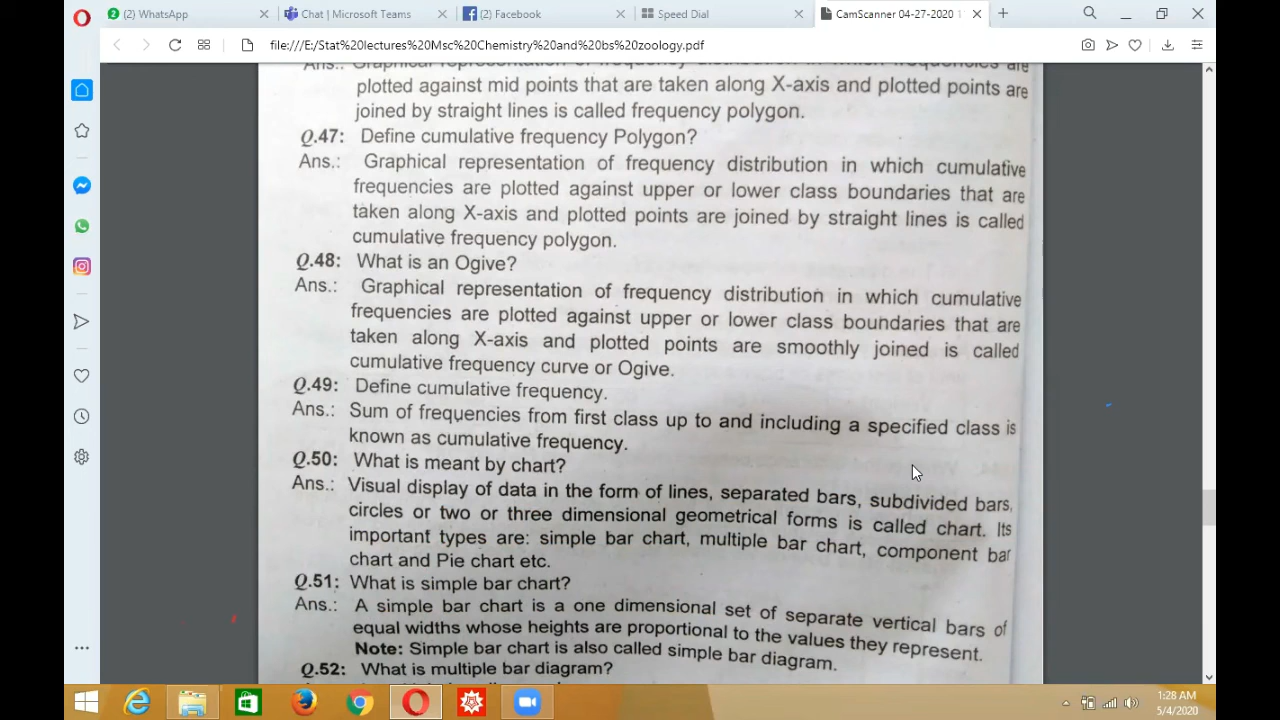 (2) WhatsApp
Chat | Microsoft Teams
(2) Facebook
Speed Dial
CamScanner 04-27-2020 1
file:///E:/Stat%20lectures%20Msc%20Chemistry%20and%20bs%20zoology.pdf
Ans.: Graphical representation of frequency distribution in which frequencies are
plotted against mid points that are taken along X-axis and plotted points are
joined by straight lines is called frequency polygon.
Q.47: Define cumulative frequency Polygon?
Ans.: Graphical representation of frequency distribution in which cumulative
frequencies are plotted against upper or lower class boundaries that are
taken along X-axis and plotted points are joined by straight lines is called
cumulative frequency polygon.
Q.48: What is an Ogive?
Ans.: Graphical representation of frequency distribution in which cumulative
frequencies are plotted against upper or lower class boundaries that are
taken along X-axis and plotted points are smoothly joined is called
cumulative frequency curve or Ogive.
Q.49: Define cumulative frequency.
Ans.: Sum of frequencies from first class up to and including a specified class is
known as cumulative frequency.
Q.50: What is meant by chart?
Ans.: Visual display of data in the form of lines, separated bars, subdivided bars,
circles or two or three dimensional geometrical forms is called chart. Its
important types are: simple bar chart, multiple bar chart, component bar
chart and Pie chart etc.
Q.51: What is simple bar chart?
Ans.: A simple bar chart is a one dimensional set of separate vertical bars of
equal widths whose heights are proportional to the values they represent.
Note: Simple bar chart is also called simple bar diagram.
Q.52: What is multiple bar diagram?
1:28 AM
5/4/2020